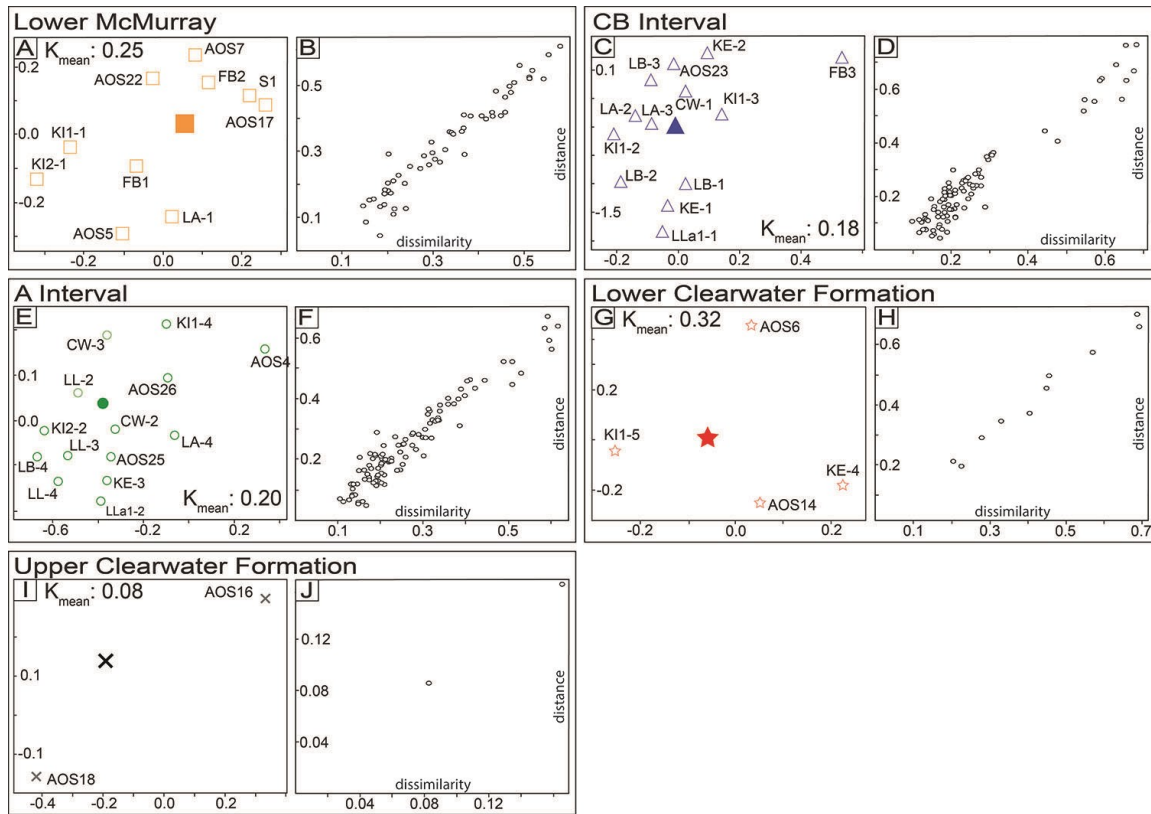 Lower McMurray
A K mean : 0.25
AOS7
AOS22
FB2
S1
AOS17
KI1-1
KI2-1
FB1
LA-1
AOS5
0.2
0.0
-0.2
-0.2 0.0 0.2
B
0.5
0.3
0.1
distance
dissimilarity
0.1 0.2 0.3 0.4 0.5
CB Interval
C
KE-2
LB-3
AOS23
FB3
LA-2
LA-3
CW-1
KI1-3
KI1-2
LB-2
LB-1
KE-1
LLa1-1
K mean : 0.18
0.1
-1.5
-0.2 0.0 0.2 0.4
D
0.6
0.4
0.2
distance
dissimilarity
0.2 0.4 0.6
A Interval
E
KI1-4
CW-3
AOS4
LL-2
AOS26
KI2-2
CW-2
LA-4
LL-3
LB-4
AOS25
LL-4
KE-3
LLa1-2
K mean : 0.20
0.1
0.0
-0.6 -0.2 0.2
F
0.6
0.4
0.2
distance
dissimilarity
0.1 0.3 0.5
Lower Clearwater Formation
G K mean : 0.32
AOS6
KI1-5
KE-4
AOS14
0.2
-0.2
-0.2 0.0 0.2
H
0.6
0.4
0.2
distance
dissimilarity
0.1 0.3 0.5 0.7
Upper Clearwater Formation
I K mean : 0.08
AOS16
AOS18
0.1
-0.1
-0.4 -0.2 0.0 0.2
J
0.12
0.08
0.04
distance
dissimilarity
0.04 0.08 0.12